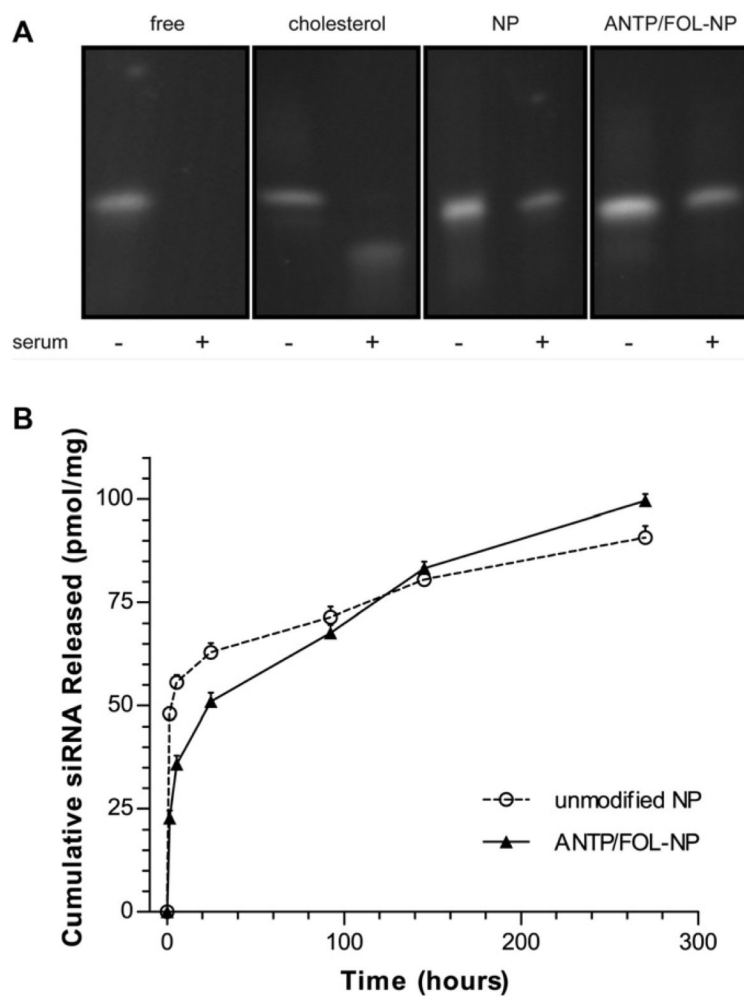 A
free cholesterol NP ANTP/FOL-NP
serum - + - + - + - +
B
Cumulative siRNA Released (pmol/mg)
100
75
50
25
0
unmodified NP
ANTP/FOL-NP
0 100 200 300
Time (hours)